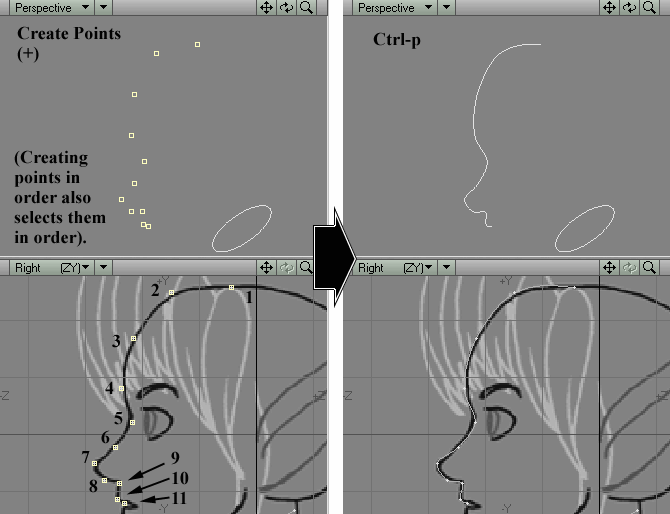 Perspective
Perspective
Create Points
(+)
Ctrl-p
(Creating
points in
order also
selects them
in order).
Right (ZY)
Right (ZY)
+Y
+Y
2
1
3
4
5
6
7
8
9
10
11
-Z
+Z
-Z
+Z
-Y
-Y